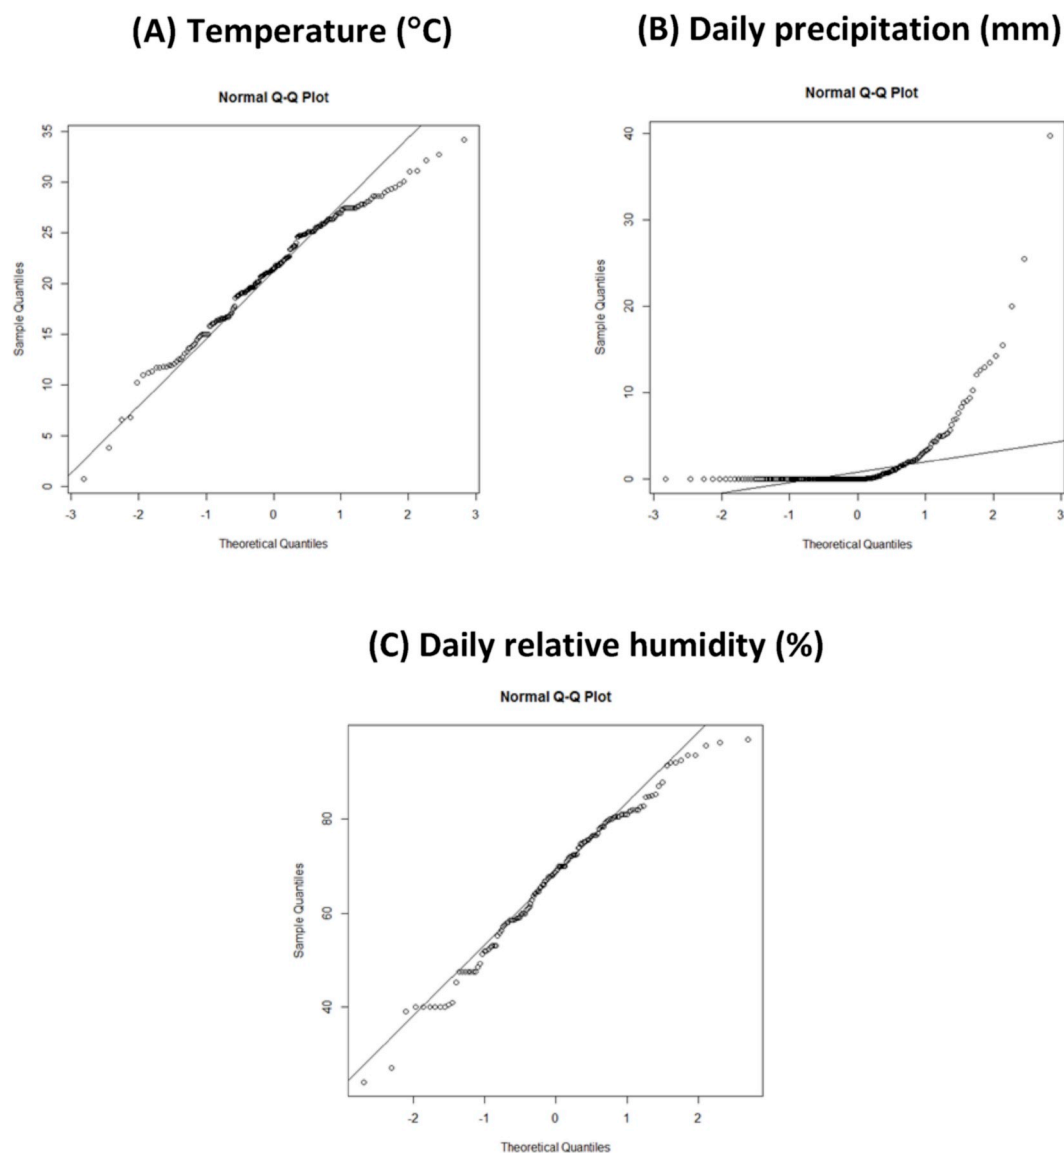 (A) Temperature (°C)
Normal Q-Q Plot
35
30
25
20
15
10
5
0
Sample Quantiles
-3 -2 -1 0 1 2 3
Theoretical Quantiles
(B) Daily precipitation (mm)
Normal Q-Q Plot
40
30
20
10
0
Sample Quantiles
-3 -2 -1 0 1 2 3
Theoretical Quantiles
(C) Daily relative humidity (%)
Normal Q-Q Plot
80
60
40
Sample Quantiles
-2 -1 0 1 2
Theoretical Quantiles